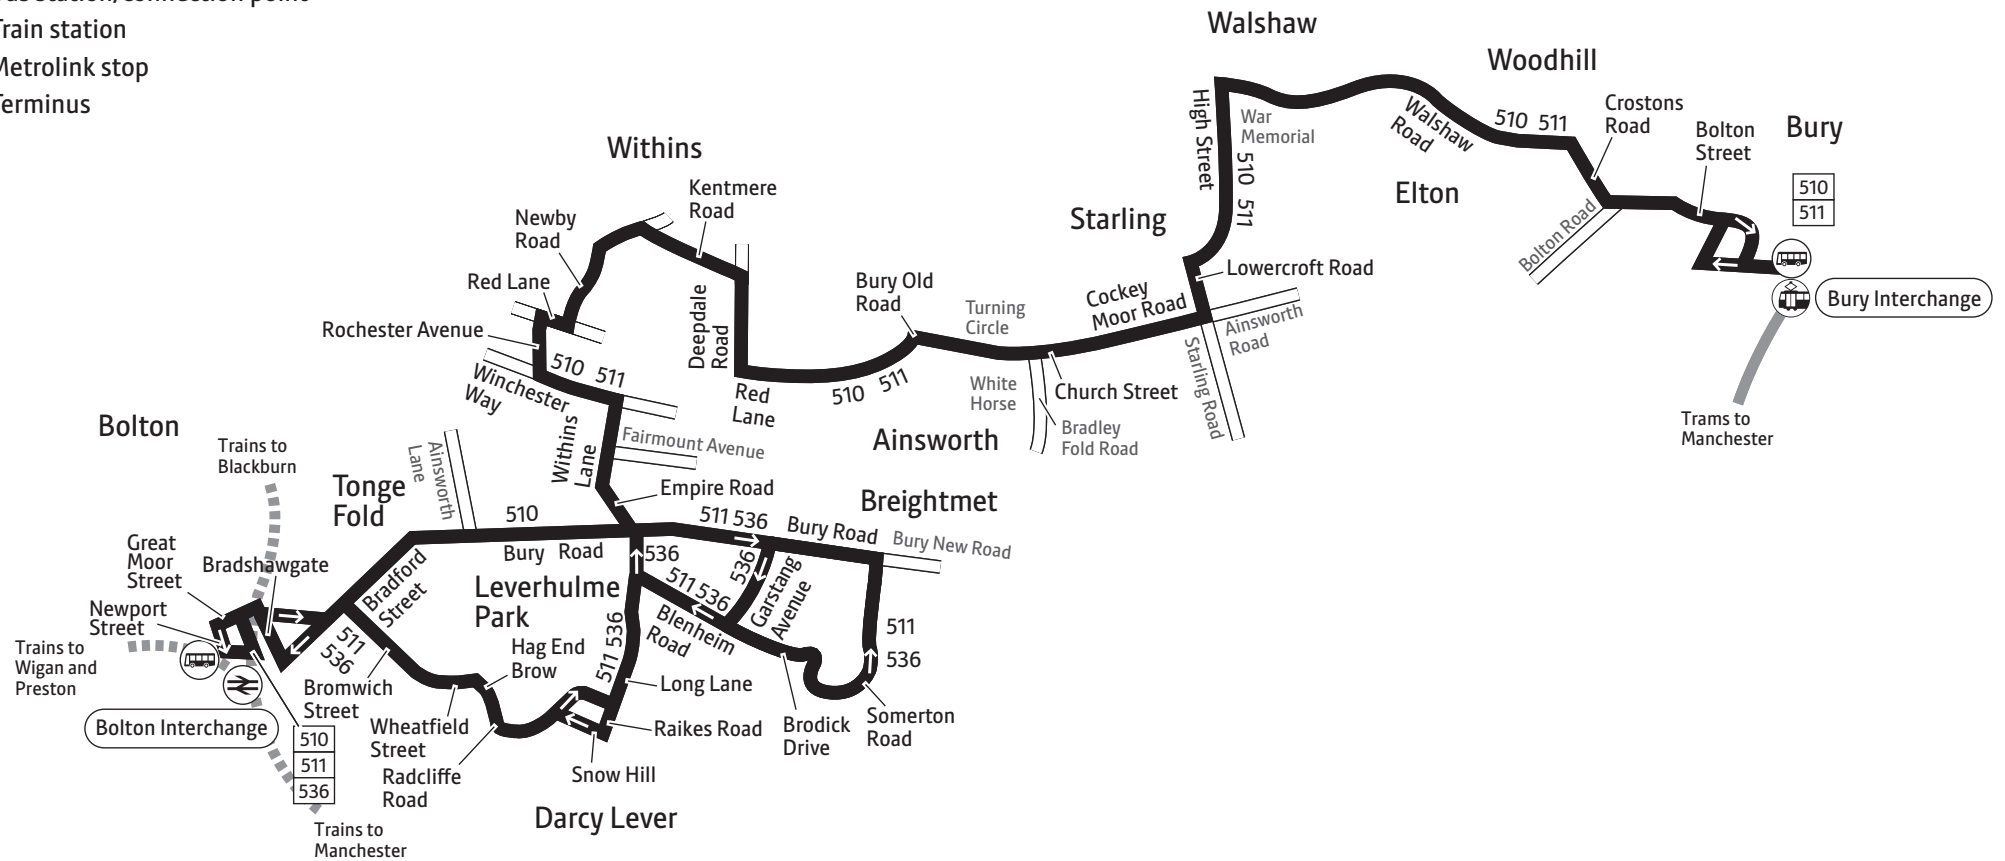 Train station
Metrolink stop
Terminus
Walshaw
Woodhill
Crostons
Road
Bolton
Street
Bury
510
511
High Street
War
Memorial
510 511
Walshaw
Road
510 511
Elton
Bolton Road
Bury Interchange
Trams to
Manchester
Withins
Kentmere
Road
Newby
Road
Red Lane
Rochester Avenue
510 511
Winchester
Way
Deepdale
Road
Red
Lane
510 511
Bury Old
Road
Turning
Circle
Starling
Cockey
Moor Road
Lowercroft Road
Ainsworth
Road
Starling Road
White
Horse
Church Street
Bradley
Fold Road
Ainsworth
Withins
Lane
Fairmount Avenue
Empire Road
Breightmet
Bolton
Trains to
Blackburn
Tonge
Fold
Ainsworth
Lane
510
Bury Road
511 536
Bury Road
Bury New Road
Great
Moor
Street
Bradshawgate
Newport
Street
Trains to
Wigan and
Preston
Bradford
Street
Leverhulme
Park
536
536
511 536
Garstang
Avenue
Blenheim
Road
511
536
511
536
Hag End
Brow
511 536
Long Lane
Raikes Road
Bromwich
Street
Wheatfield
Street
Radcliffe
Road
Snow Hill
Brodick
Drive
Somerton
Road
Bolton Interchange
510
511
536
Darcy Lever
Trains to
Manchester